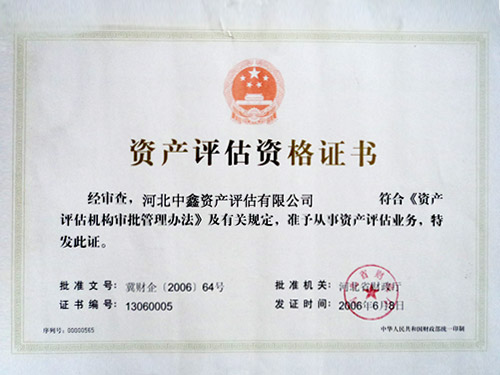 资产评估资格证书
经审查，河北中鑫资产评估有限公司 符合《资产
评估机构审批管理办法》及有关规定，准予从事资产评估业务，特
发此证。
批准文号：冀财企（2006）64号 批准机关：河北省财政厅
证书编号：13060005 发证时间：2006年6月8日
序列号：00000565 中华人民共和国财政部统一印制